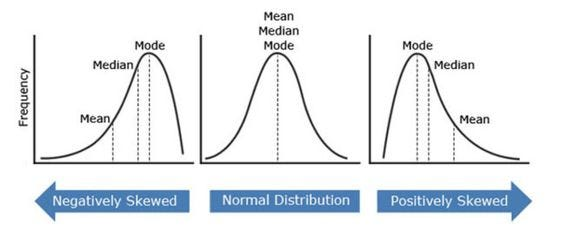 Frequency
Mode
Median
Mean
Negatively Skewed
Mean
Median
Mode
Normal Distribution
Mode
Median
Mean
Positively Skewed